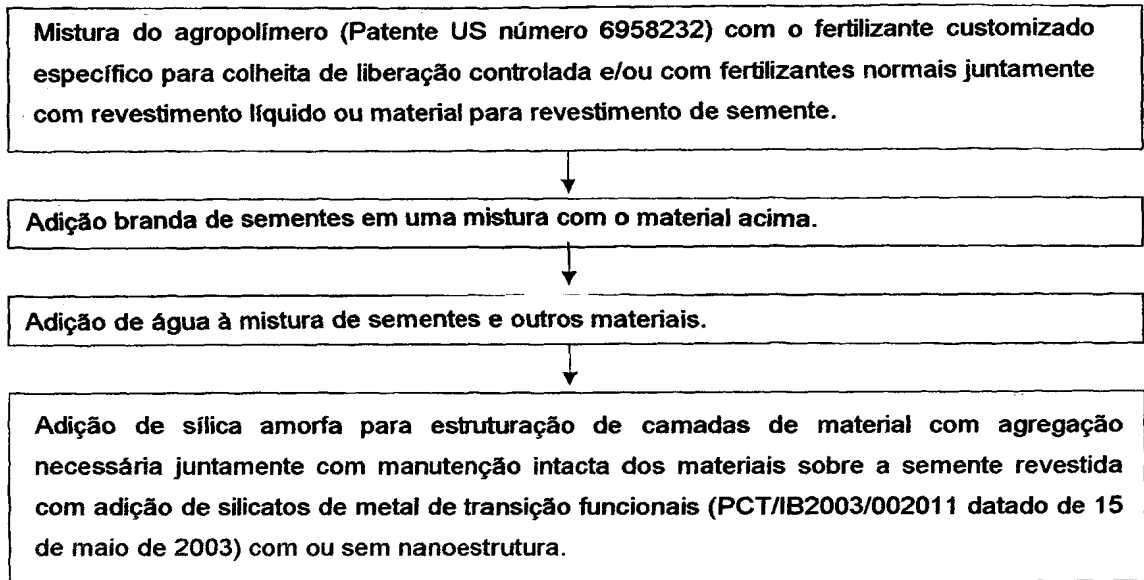 Mistura do agropolímero (Patente US número 6958232) com o fertilizante customizado
específico para colheita de liberação controlada e/ou com fertilizantes normais juntamente
com revestimento líquido ou material para revestimento de semente.
Adição branda de sementes em uma mistura com o material acima.
Adição de água à mistura de sementes e outros materiais.
Adição de sílica amorfa para estruturação de camadas de material com agregação
necessária juntamente com manutenção intacta dos materiais sobre a semente revestida
com adição de silicatos de metal de transição funcionais (PCT/IB2003/002011 datado de 15
de maio de 2003) com ou sem nanoestrutura.